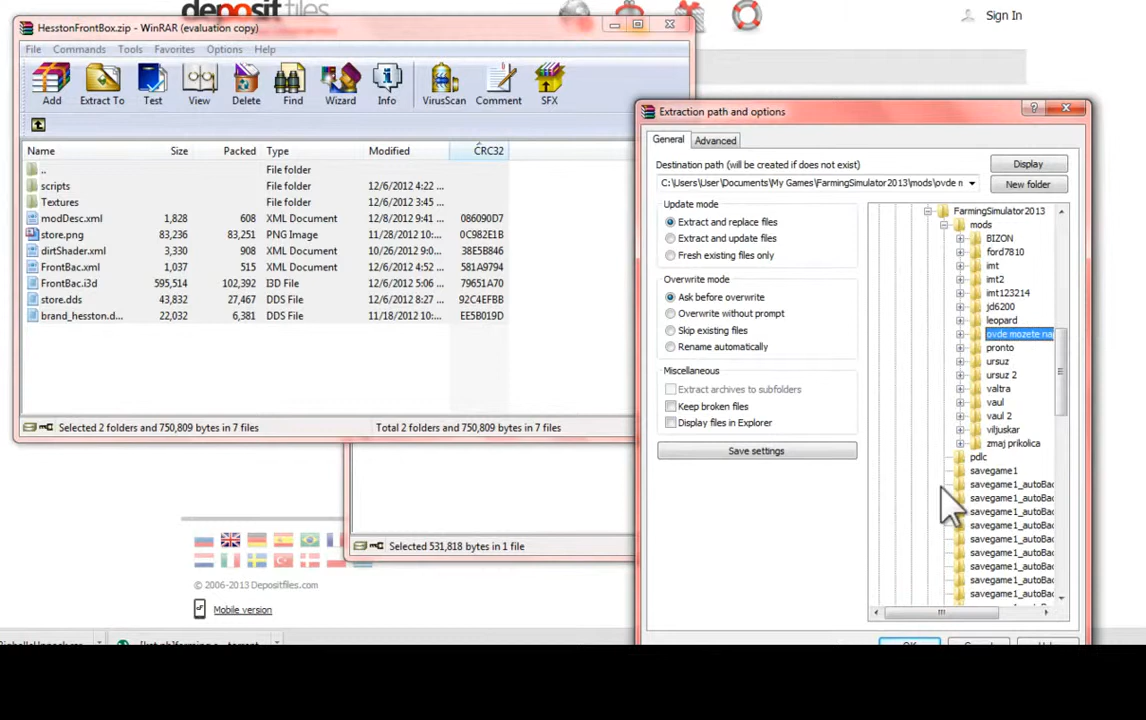 depositfiles
Sign In
HesstonFrontBox.zip - WinRAR (evaluation copy)
File Commands Tools Favorites Options Help
Add Extract To Test View Delete Find Wizard Info VirusScan Comment SFX
Name Size Packed Type Modified CRC32
.. File folder
scripts File folder 12/6/2012 4:22 ...
Textures File folder 12/6/2012 3:45 ...
modDesc.xml 1,828 608 XML Document 12/8/2012 9:41 ... 086090D7
store.png 83,236 83,251 PNG Image 11/28/2012 10:... 0C982E1B
dirtShader.xml 3,330 908 XML Document 10/26/2012 9:0... 38E5B846
FrontBac.xml 1,037 515 XML Document 12/6/2012 4:52 ... 581A9794
FrontBac.i3d 595,514 102,392 I3D File 12/6/2012 5:06 ... 79651A70
store.dds 43,832 27,467 DDS File 12/6/2012 8:27 ... 92C4EFBB
brand_hesston.d... 22,032 6,381 DDS File 11/18/2012 10:... EE5B019D
Selected 2 folders and 750,809 bytes in 7 files Total 2 folders and 750,809 bytes in 7 files
Selected 531,818 bytes in 1 file
© 2006-2013 Depositfiles.com
Mobile version
Extraction path and options
General Advanced
Destination path (will be created if does not exist) Display
C:\Users\User\Documents\My Games\FarmingSimulator2013\mods\ovde n New folder
Update mode
Extract and replace files
Extract and update files
Fresh existing files only
Overwrite mode
Ask before overwrite
Overwrite without prompt
Skip existing files
Rename automatically
Miscellaneous
Extract archives to subfolders
Keep broken files
Display files in Explorer
Save settings
FarmingSimulator2013
mods
BIZON
ford7810
imt
imt2
imt123214
jd6200
leopard
ovde mozete na
pronto
ursuz
ursuz 2
valtra
vaul
vaul 2
viljuskar
zmaj prikolica
pdlc
savegame1
savegame1_autoBac
savegame1_autoBac
savegame1_autoBac
savegame1_autoBac
savegame1_autoBac
savegame1_autoBac
savegame1_autoBac
savegame1_autoBac
savegame1_autoBac